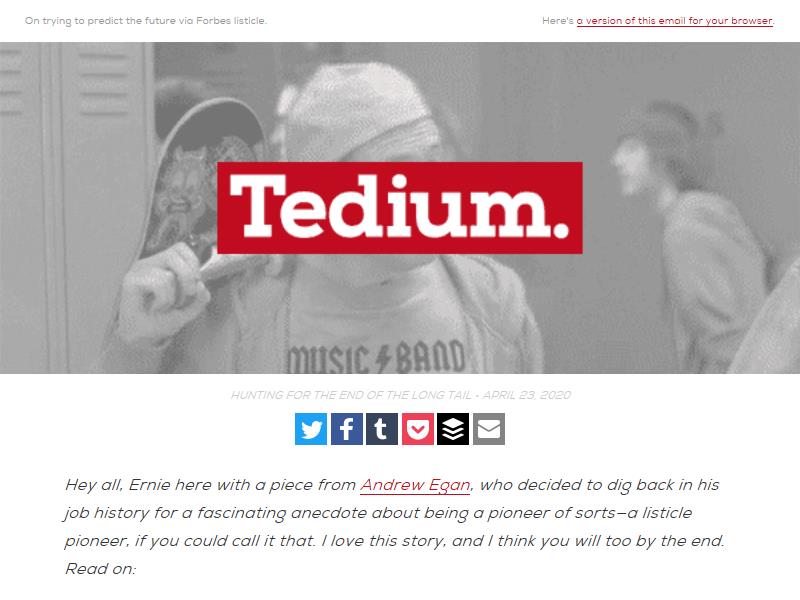 On trying to predict the future via Forbes listicle.
Here's a version of this email for your browser.
Tedium.
MUSIC BAND
HUNTING FOR THE END OF THE LONG TAIL - APRIL 23, 2020
Hey all, Ernie here with a piece from Andrew Egan, who decided to dig back in his
job history for a fascinating anecdote about being a pioneer of sorts—a listicle
pioneer, if you could call it that. I love this story, and I think you will too by the end.
Read on: